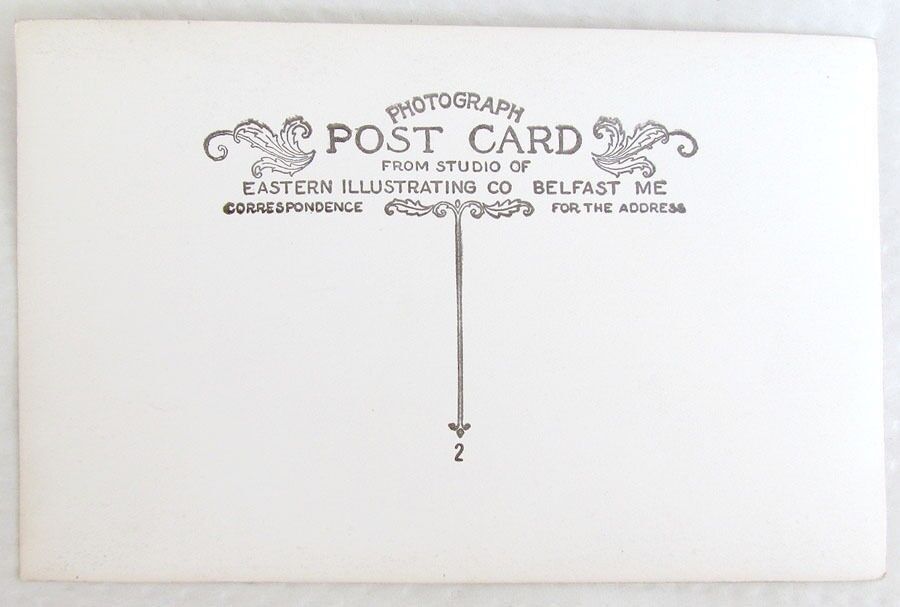 PHOTOGRAPH
POST CARD
FROM STUDIO OF
EASTERN ILLUSTRATING CO BELFAST ME
CORRESPONDENCE FOR THE ADDRESS
2